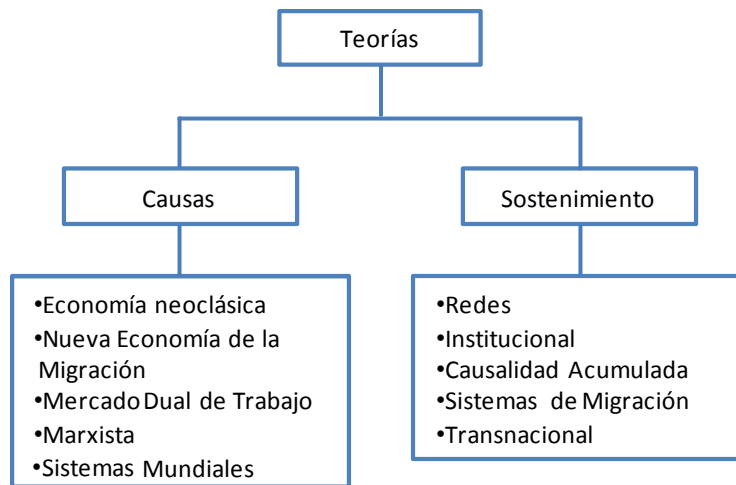 Teorías
Causas
Sostenimiento
•Economía neoclásica
•Nueva Economía de la
Migración
•Mercado Dual de Trabajo
•Marxista
•Sistemas Mundiales
•Redes
•Institucional
•Causalidad Acumulada
•Sistemas de Migración
•Transnacional